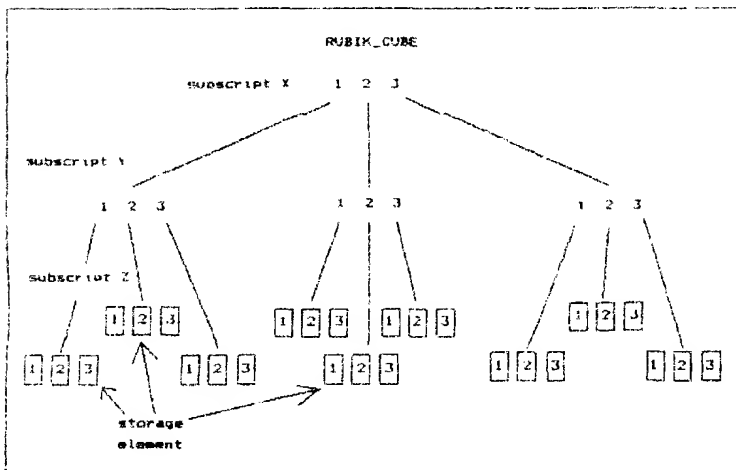 RUBIK_CUBE
subscript X 1 2 3
subscript Y
1 2 3 1 2 3 1 2 3
subscript Z
1 2 3 1 2 3 1 2 3 1 2 3
1 2 3 1 2 3 1 2 3 1 2 3 1 2 3
storage
element